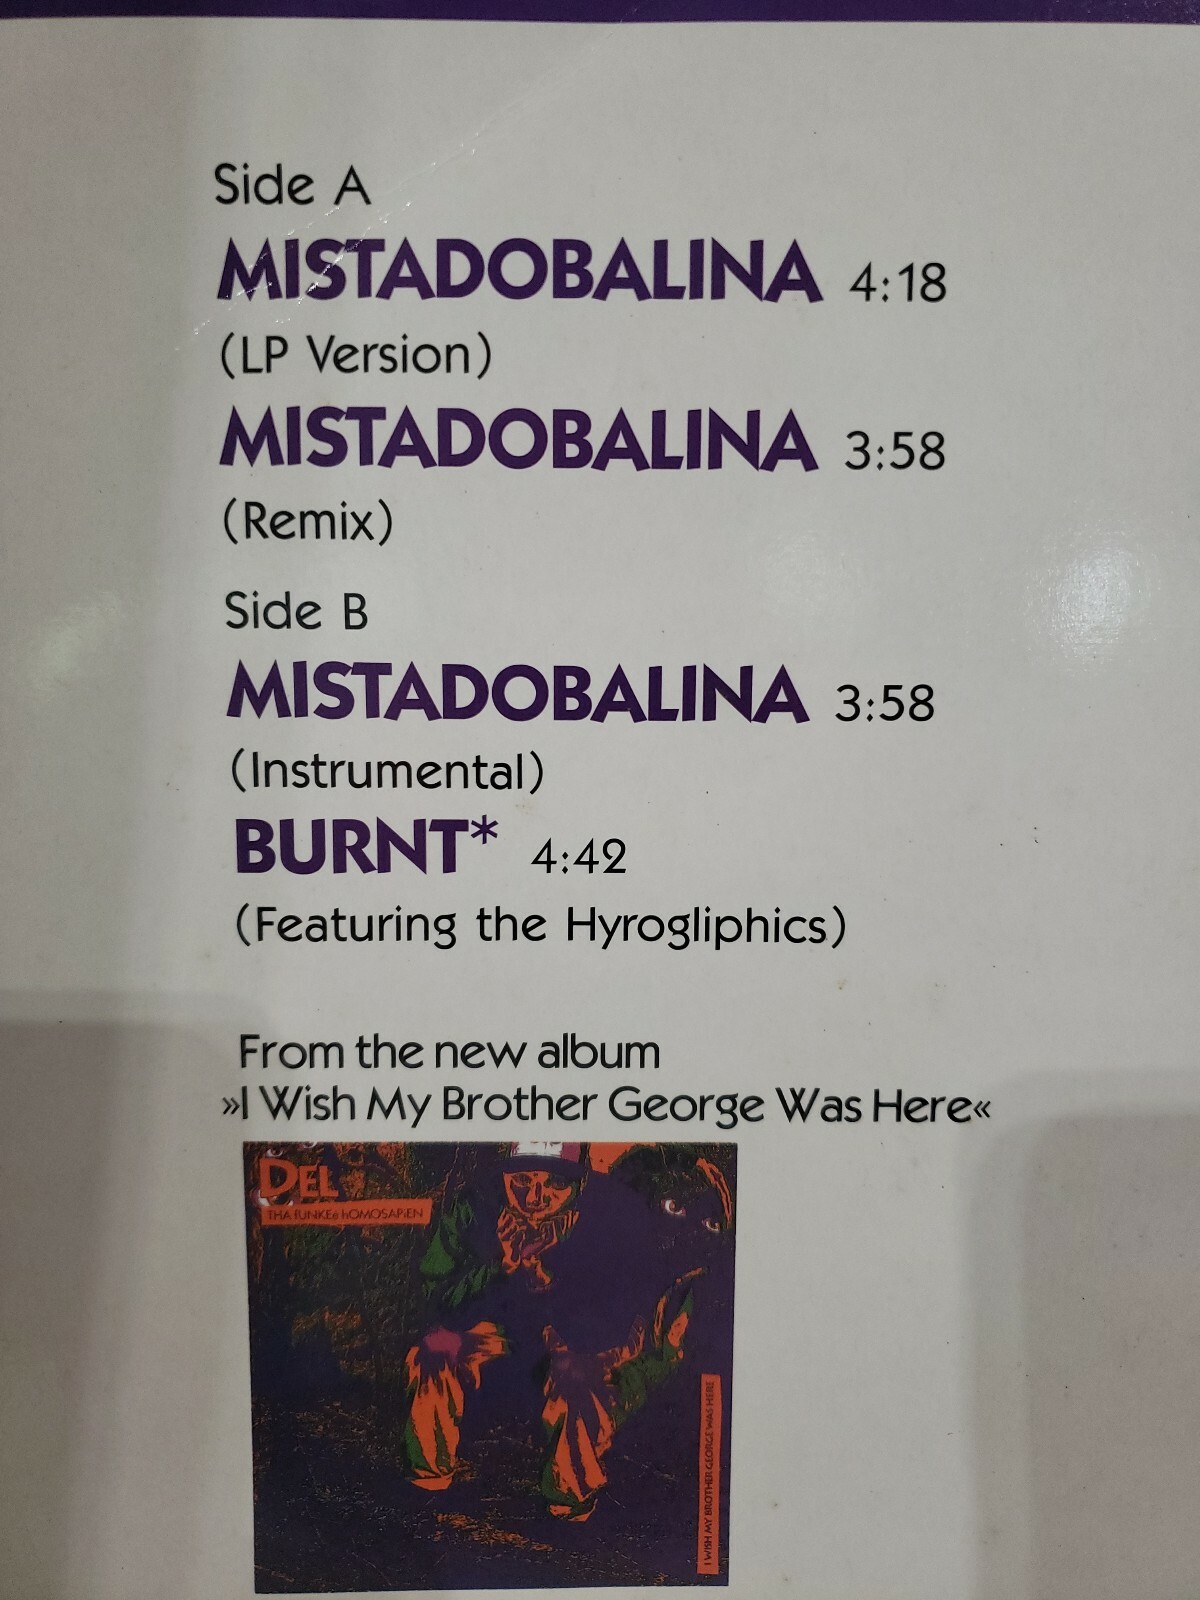 Side A
MISTADOBALINA 4:18
(LP Version)
MISTADOBALINA 3:58
(Remix)
Side B
MISTADOBALINA 3:58
(Instrumental)
BURNT* 4:42
(Featuring the Hyrogliphics)
From the new album
»I Wish My Brother George Was Here«
DEL
THA fUNKEe hOMOSAPiEN
I WISH MY BROTHER GEORGE WAS HERE